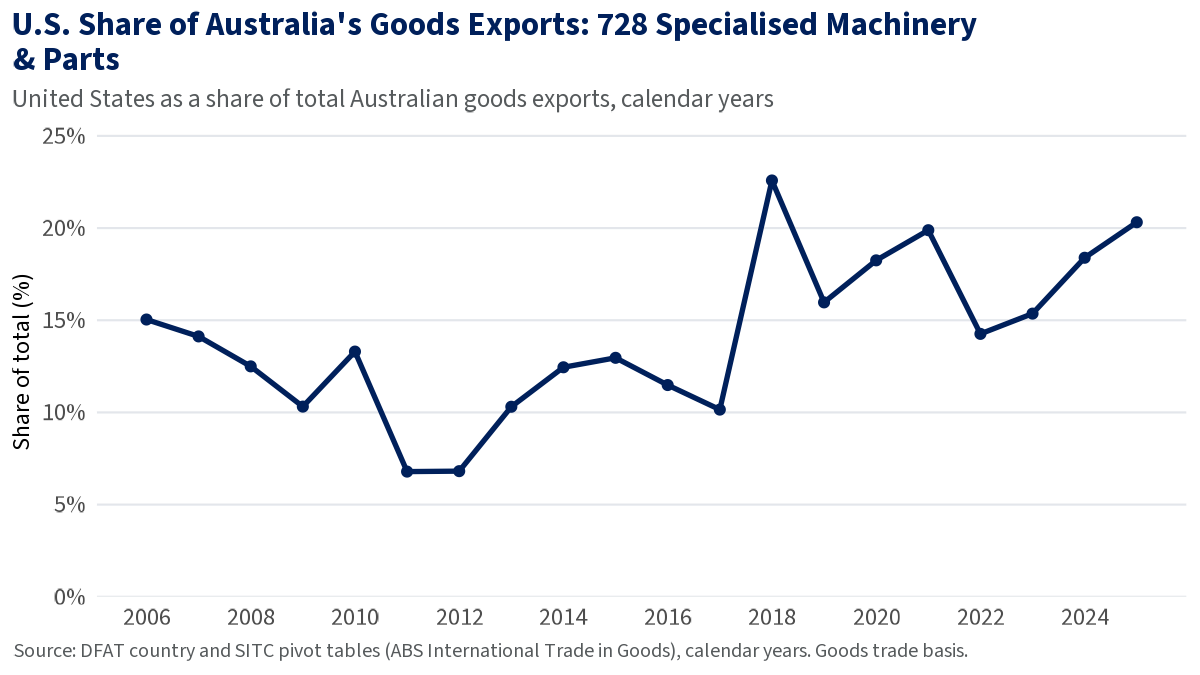 U.S. Share of Australia's Goods Exports: 728 Specialised Machinery
& Parts
United States as a share of total Australian goods exports, calendar years
25%
20%
15%
10%
5%
0%
Share of total (%)
2006 2008 2010 2012 2014 2016 2018 2020 2022 2024
Source: DFAT country and SITC pivot tables (ABS International Trade in Goods), calendar years. Goods trade basis.